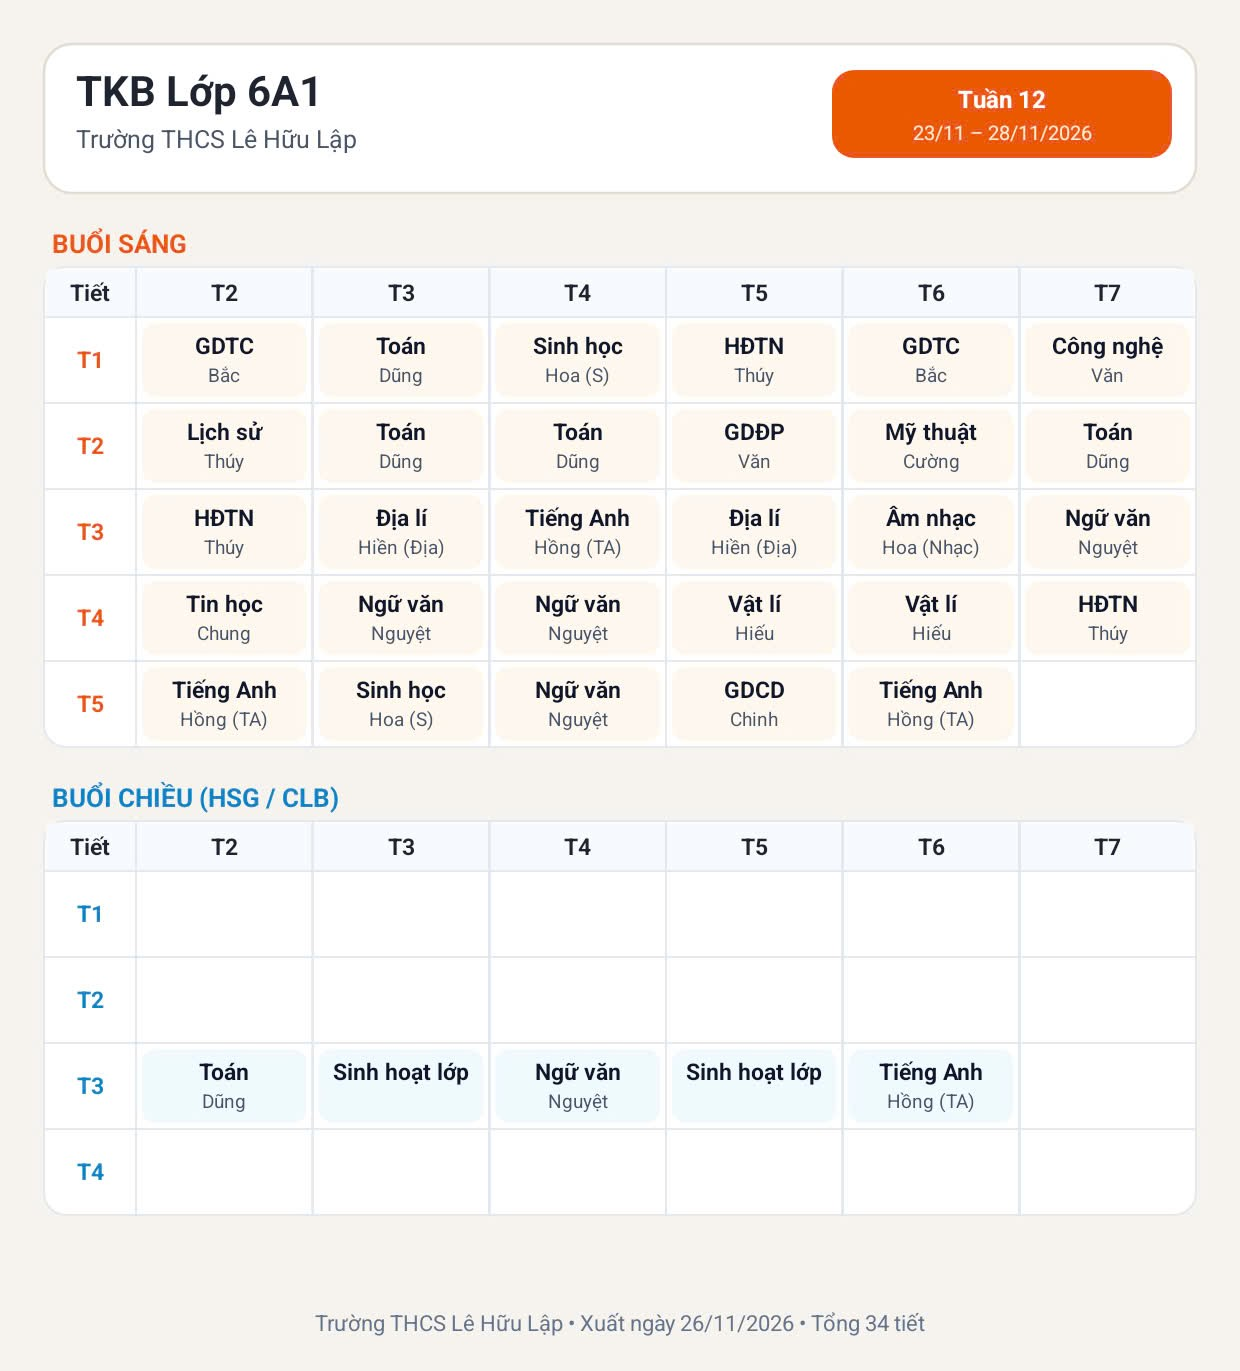 TKB Lớp 6A1
Trường THCS Lê Hữu Lập
Tuần 12
23/11 – 28/11/2026
BUỔI SÁNG
Tiết T2 T3 T4 T5 T6 T7
T1 GDTC Toán Sinh học HĐTN GDTC Công nghệ
Bắc Dũng Hoa (S) Thúy Bắc Văn
T2 Lịch sử Toán Toán GDĐP Mỹ thuật Toán
Thúy Dũng Dũng Văn Cường Dũng
T3 HĐTN Địa lí Tiếng Anh Địa lí Âm nhạc Ngữ văn
Thúy Hiền (Địa) Hồng (TA) Hiền (Địa) Hoa (Nhạc) Nguyệt
T4 Tin học Ngữ văn Ngữ văn Vật lí Vật lí HĐTN
Chung Nguyệt Nguyệt Hiếu Hiếu Thúy
T5 Tiếng Anh Sinh học Ngữ văn GDCD Tiếng Anh
Hồng (TA) Hoa (S) Nguyệt Chinh Hồng (TA)
BUỔI CHIỀU (HSG / CLB)
Tiết T2 T3 T4 T5 T6 T7
T1
T2
T3 Toán Sinh hoạt lớp Ngữ văn Sinh hoạt lớp Tiếng Anh
Dũng Nguyệt Hồng (TA)
T4
Trường THCS Lê Hữu Lập • Xuất ngày 26/11/2026 • Tổng 34 tiết